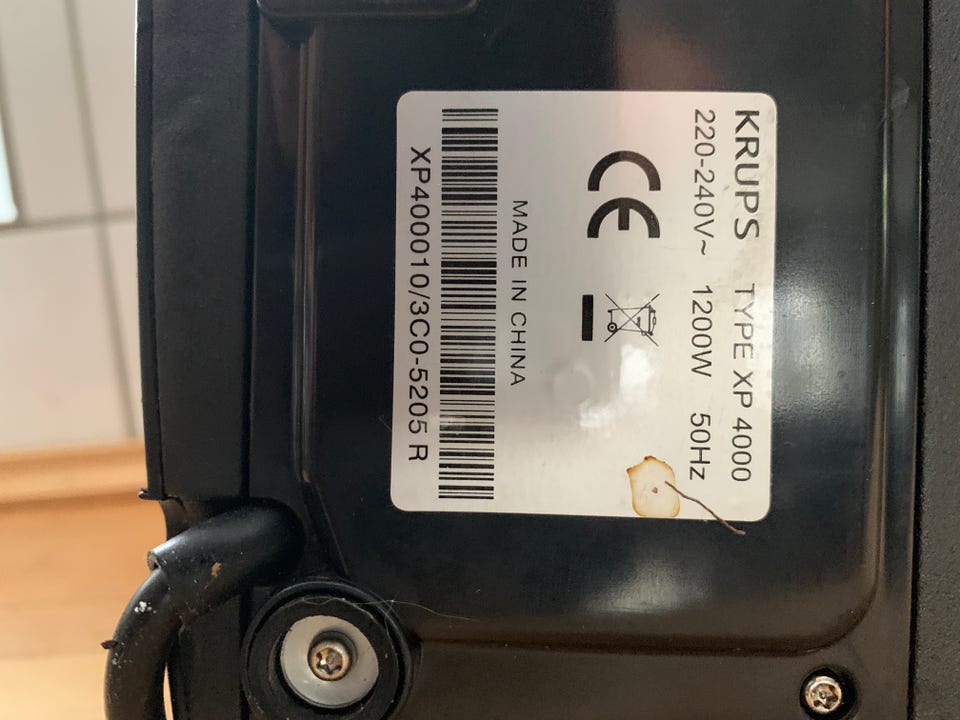 KRUPS TYPE XP 4000
220-240V~ 1200W 50Hz
CE
MADE IN CHINA
XP400010/3C0-5205 R